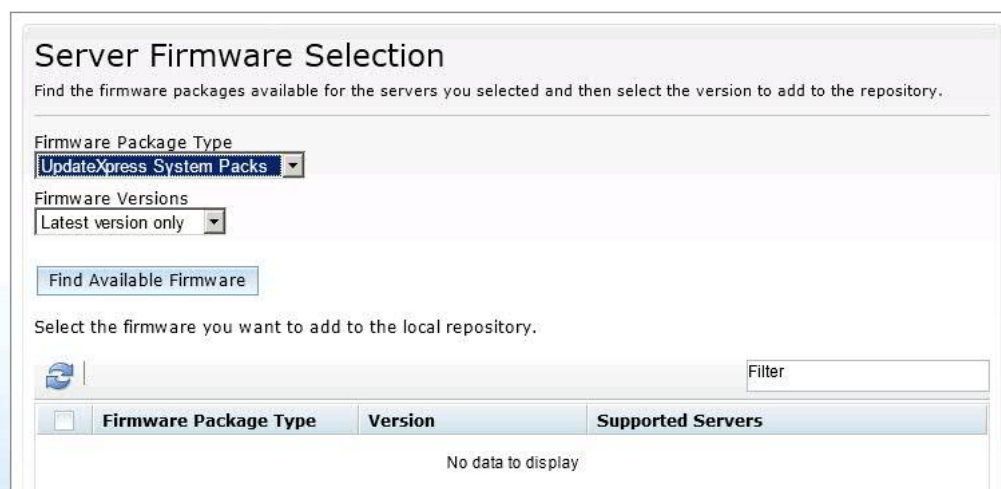 Server Firmware Selection
Find the firmware packages available for the servers you selected and then select the version to add to the repository.
Firmware Package Type
UpdateXpress System Packs
Firmware Versions
Latest version only
Find Available Firmware
Select the firmware you want to add to the local repository.
Filter
Firmware Package Type Version Supported Servers
No data to display